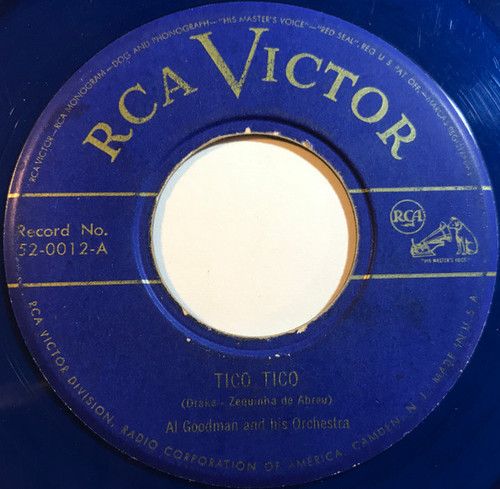 RCA VICTOR—RCA MONOGRAM—DOG AND PHONOGRAPH—"HIS MASTER'S VOICE"—"RED SEAL", REG U S PAT. OFF.—MARCAS REGISTRADAS
RCA VICTOR
Record No.
52-0012-A
RCA
"HIS MASTER'S VOICE"
TICO TICO
(Drake - Zequinha de Abreu)
Al Goodman and his Orchestra
RCA VICTOR DIVISION, RADIO CORPORATION OF AMERICA, CAMDEN, N. J. MADE IN U.S.A